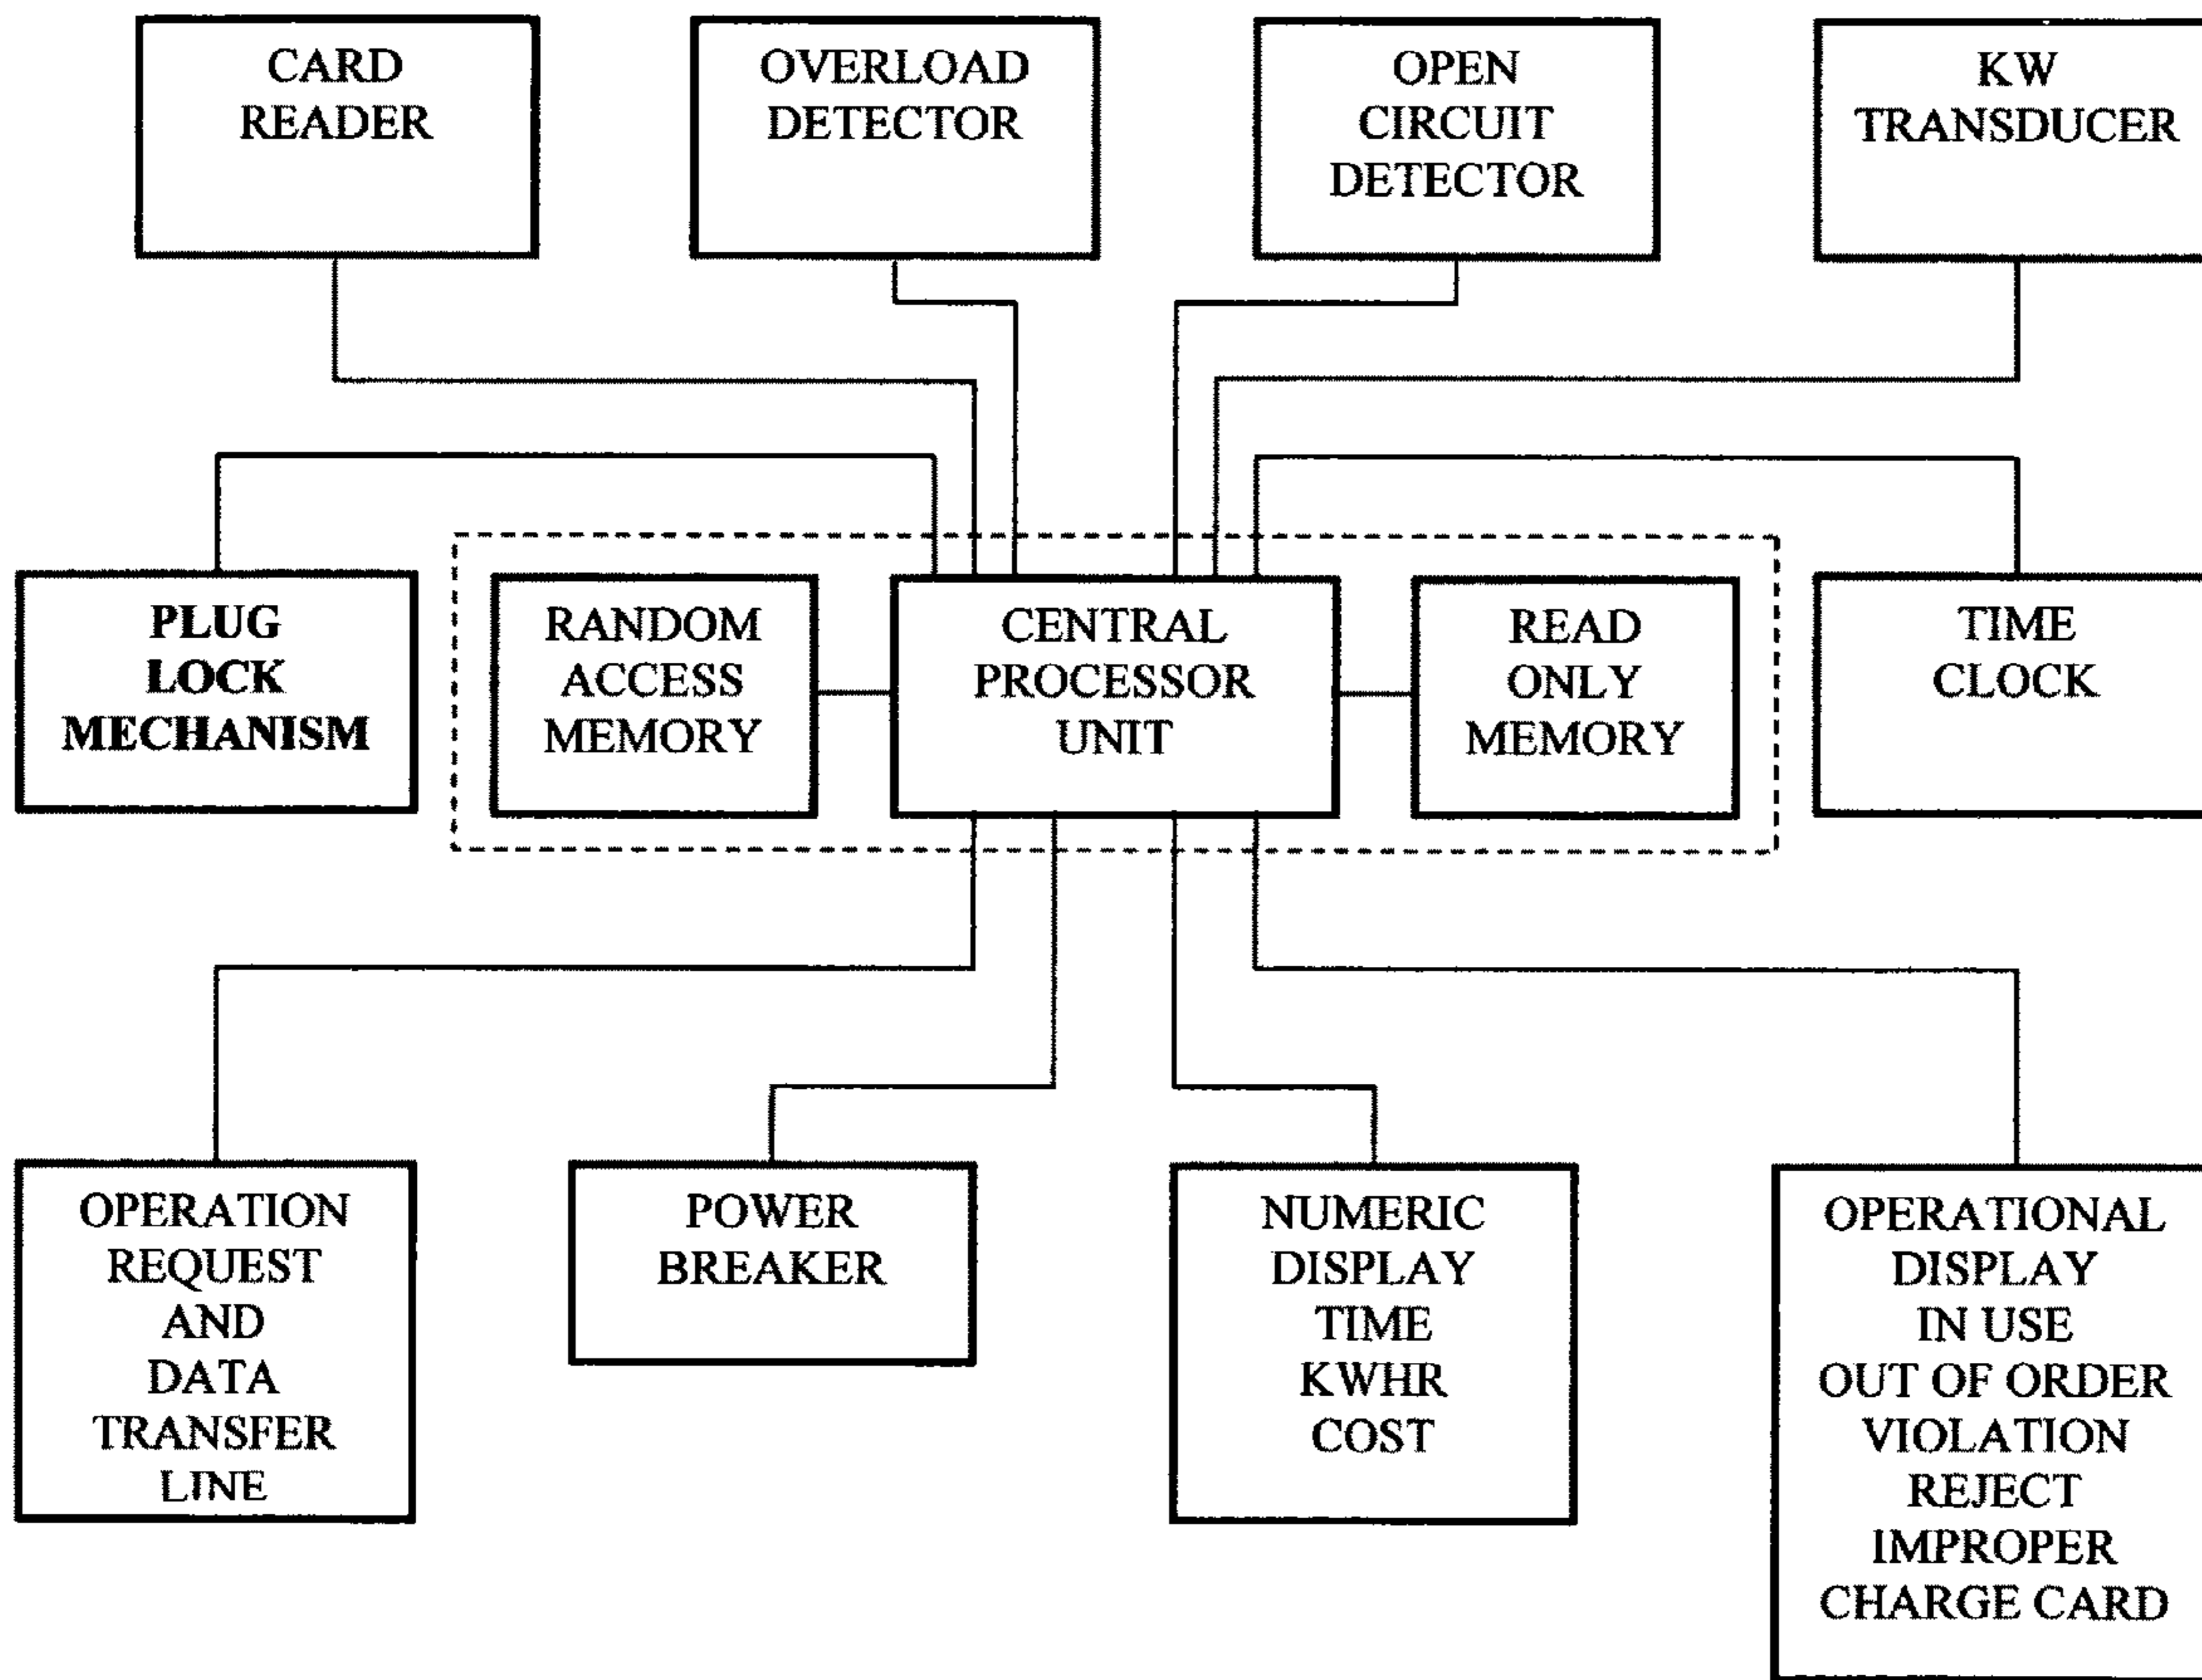 CARD
READER
OVERLOAD
DETECTOR
OPEN
CIRCUIT
DETECTOR
KW
TRANSDUCER
PLUG
LOCK
MECHANISM
RANDOM
ACCESS
MEMORY
CENTRAL
PROCESSOR
UNIT
READ
ONLY
MEMORY
TIME
CLOCK
OPERATION
REQUEST
AND
DATA
TRANSFER
LINE
POWER
BREAKER
NUMERIC
DISPLAY
TIME
KWHR
COST
OPERATIONAL
DISPLAY
IN USE
OUT OF ORDER
VIOLATION
REJECT
IMPROPER
CHARGE CARD